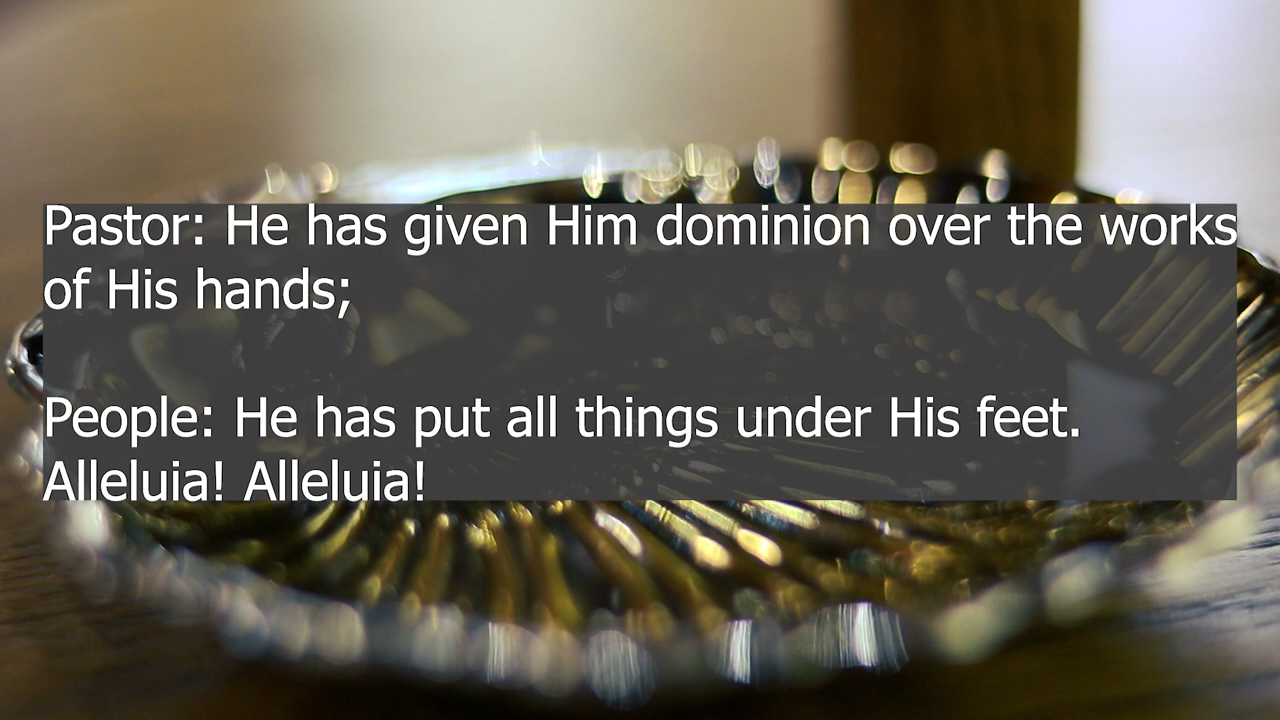 Pastor: He has given Him dominion over the works
of His hands;
People: He has put all things under His feet.
Alleluia! Alleluia!